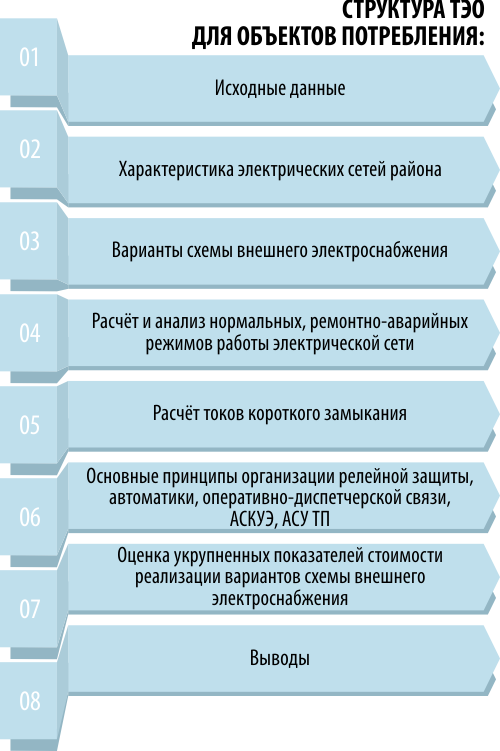 СТРУКТУРА ТЭО
ДЛЯ ОБЪЕКТОВ ПОТРЕБЛЕНИЯ:
01
Исходные данные
02
Характеристика электрических сетей района
03
Варианты схемы внешнего электроснабжения
04
Расчёт и анализ нормальных, ремонтно-аварийных
режимов работы электрической сети
05
Расчёт токов короткого замыкания
06
Основные принципы организации релейной защиты,
автоматики, оперативно-диспетчерской связи,
АСКУЭ, АСУ ТП
07
Оценка укрупненных показателей стоимости
реализации вариантов схемы внешнего
электроснабжения
08
Выводы